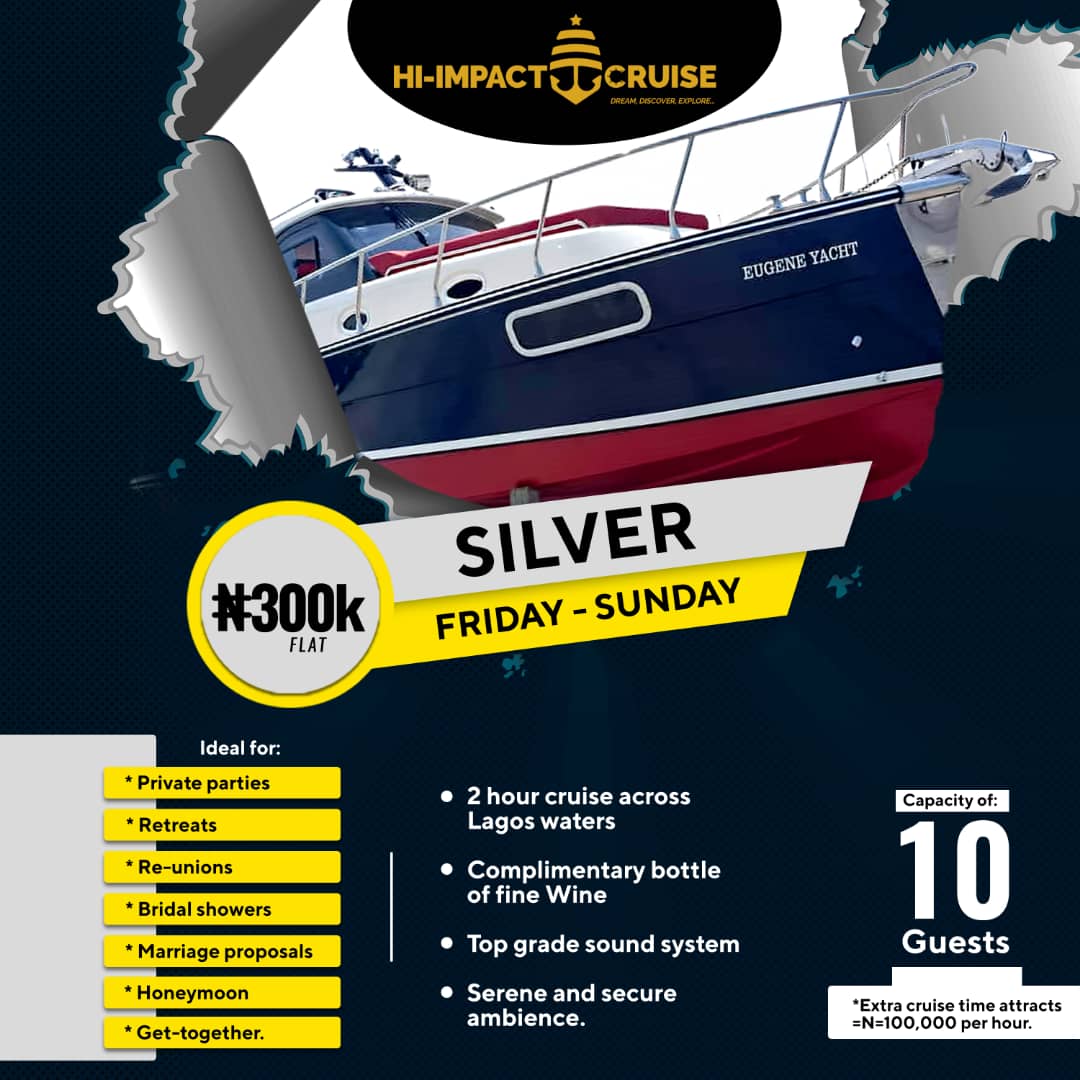 HI-IMPACT CRUISE
DREAM, DISCOVER, EXPLORE...
EUGENE YACHT
SILVER
₦300k
FLAT
FRIDAY - SUNDAY
Ideal for:
* Private parties
* Retreats
* Re-unions
* Bridal showers
* Marriage proposals
* Honeymoon
* Get-together.
• 2 hour cruise across
Lagos waters
• Complimentary bottle
of fine Wine
• Top grade sound system
• Serene and secure
ambience.
Capacity of:
10
Guests
*Extra cruise time attracts
=N=100,000 per hour.